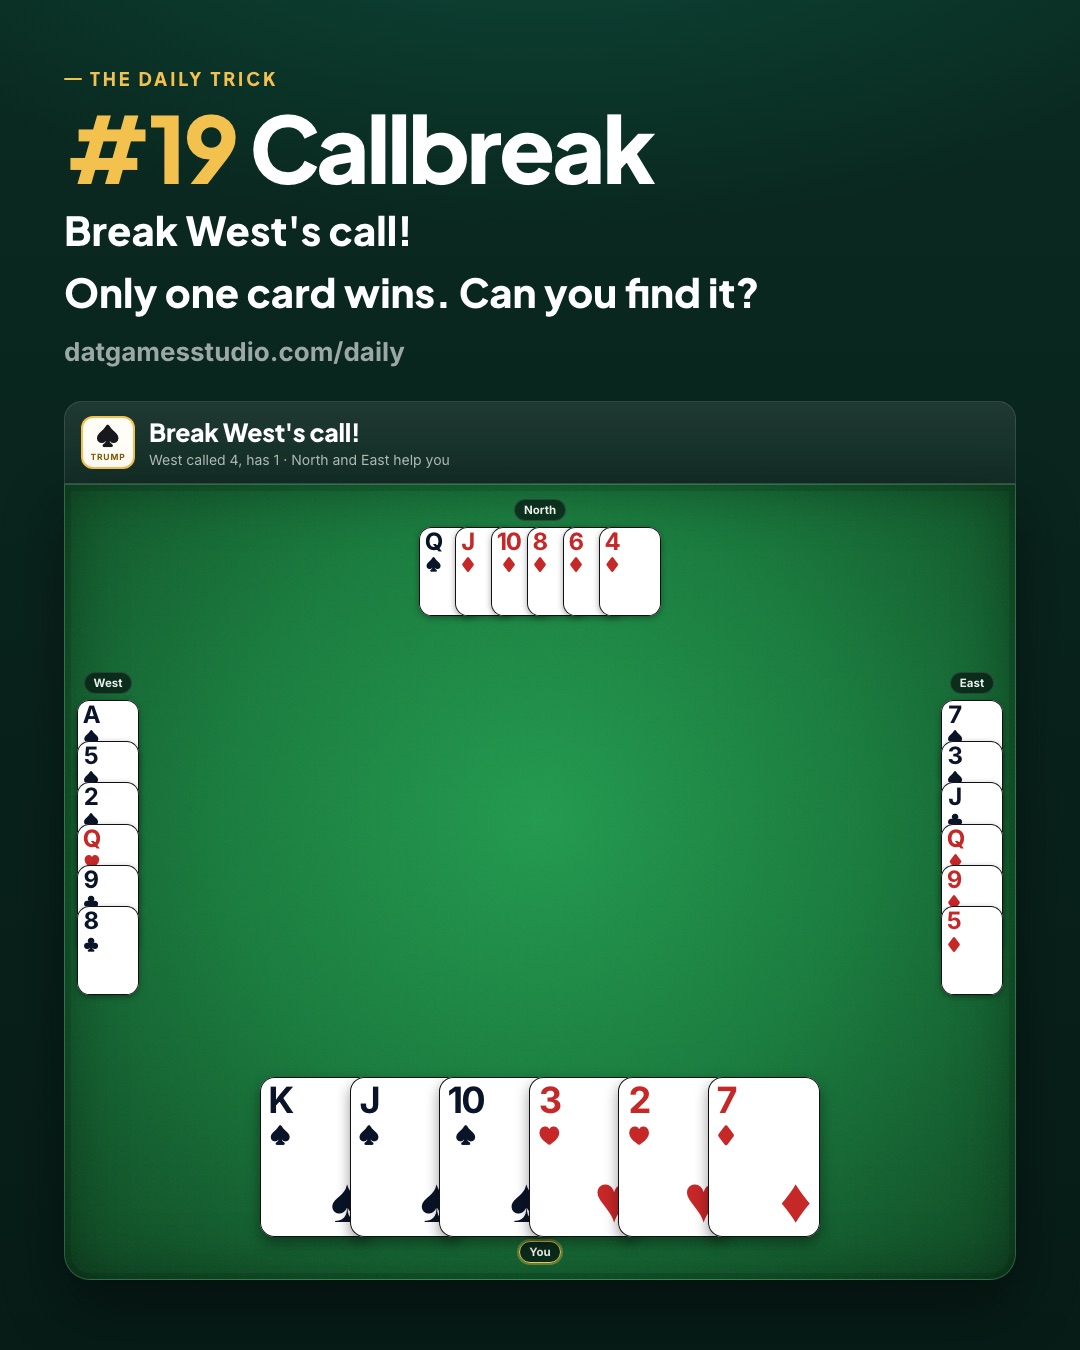 — THE DAILY TRICK
#19 Callbreak
Break West's call!
Only one card wins. Can you find it?
datgamesstudio.com/daily
TRUMP
Break West's call!
West called 4, has 1 · North and East help you
North
Q J 10 8 6 4
West
A
5
2
Q
9
8
East
7
3
J
Q
9
5
K J 10 3 2 7
You